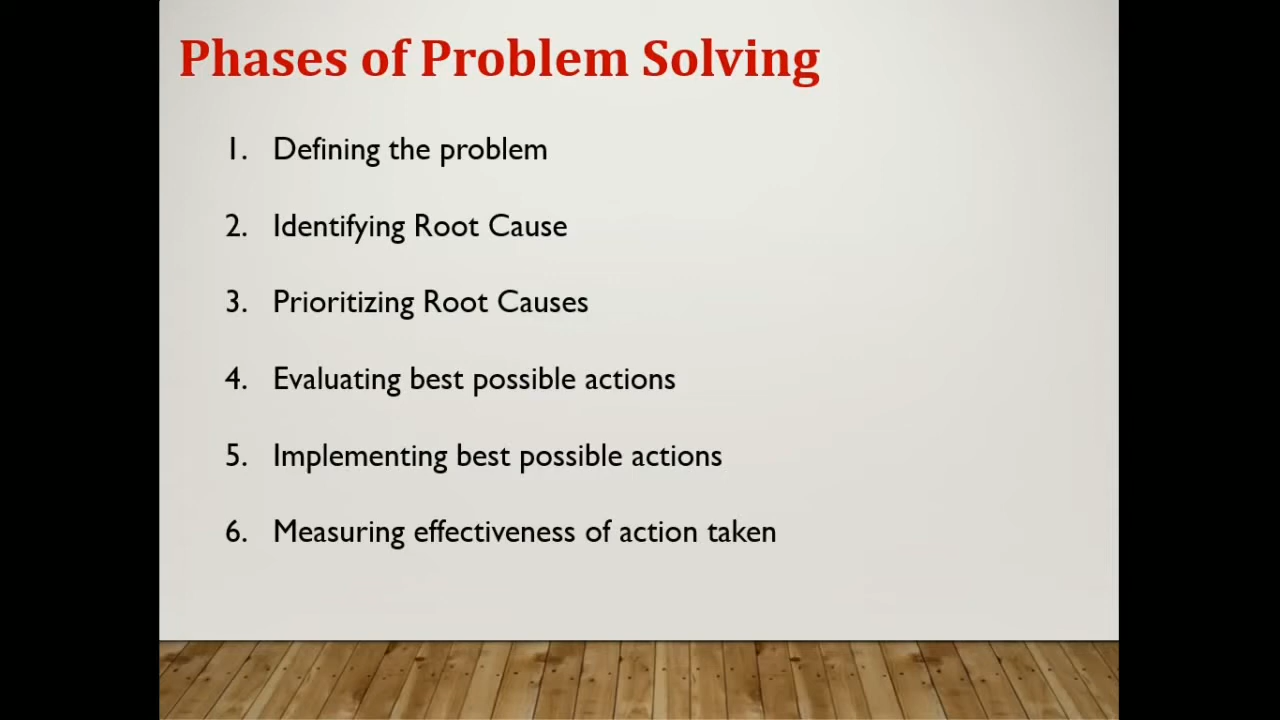 Phases of Problem Solving
1. Defining the problem
2. Identifying Root Cause
3. Prioritizing Root Causes
4. Evaluating best possible actions
5. Implementing best possible actions
6. Measuring effectiveness of action taken